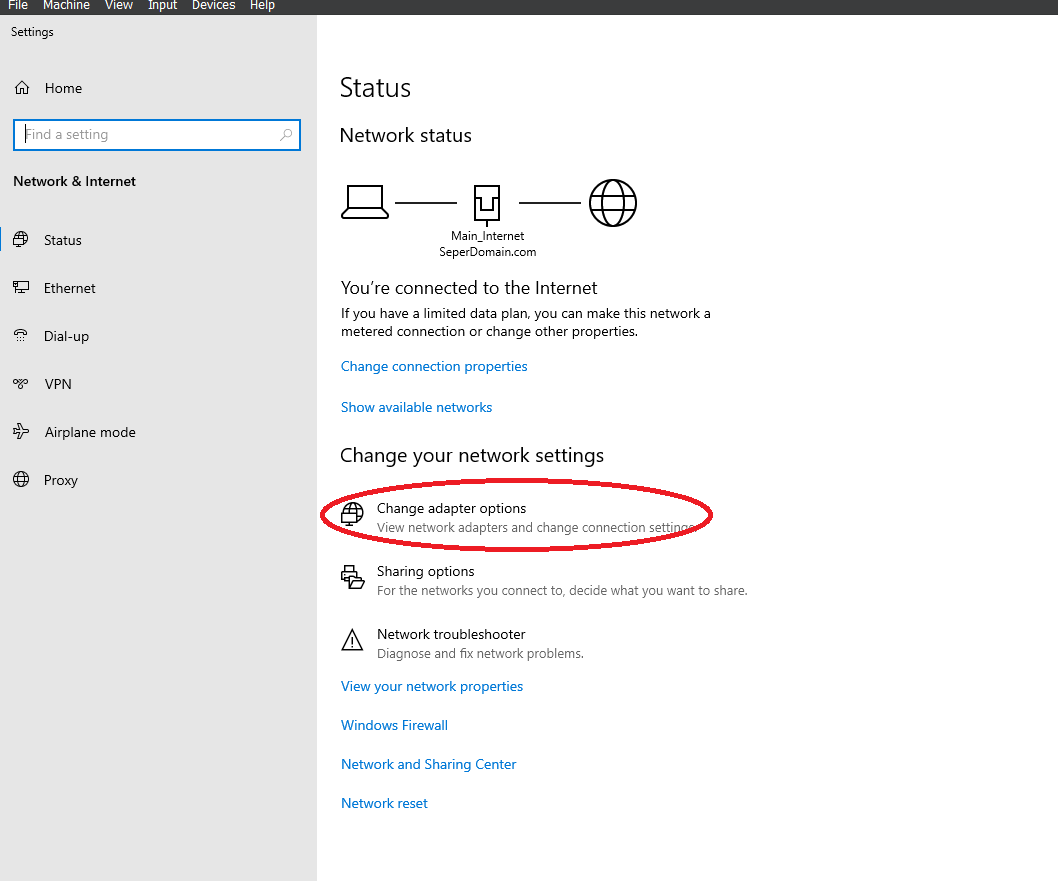 File Machine View Input Devices Help
Settings
Home
Find a setting
Network & Internet
Status
Ethernet
Dial-up
VPN
Airplane mode
Proxy
Status
Network status
Main_Internet
SeperDomain.com
You're connected to the Internet
If you have a limited data plan, you can make this network a
metered connection or change other properties.
Change connection properties
Show available networks
Change your network settings
Change adapter options
View network adapters and change connection settings.
Sharing options
For the networks you connect to, decide what you want to share.
Network troubleshooter
Diagnose and fix network problems.
View your network properties
Windows Firewall
Network and Sharing Center
Network reset